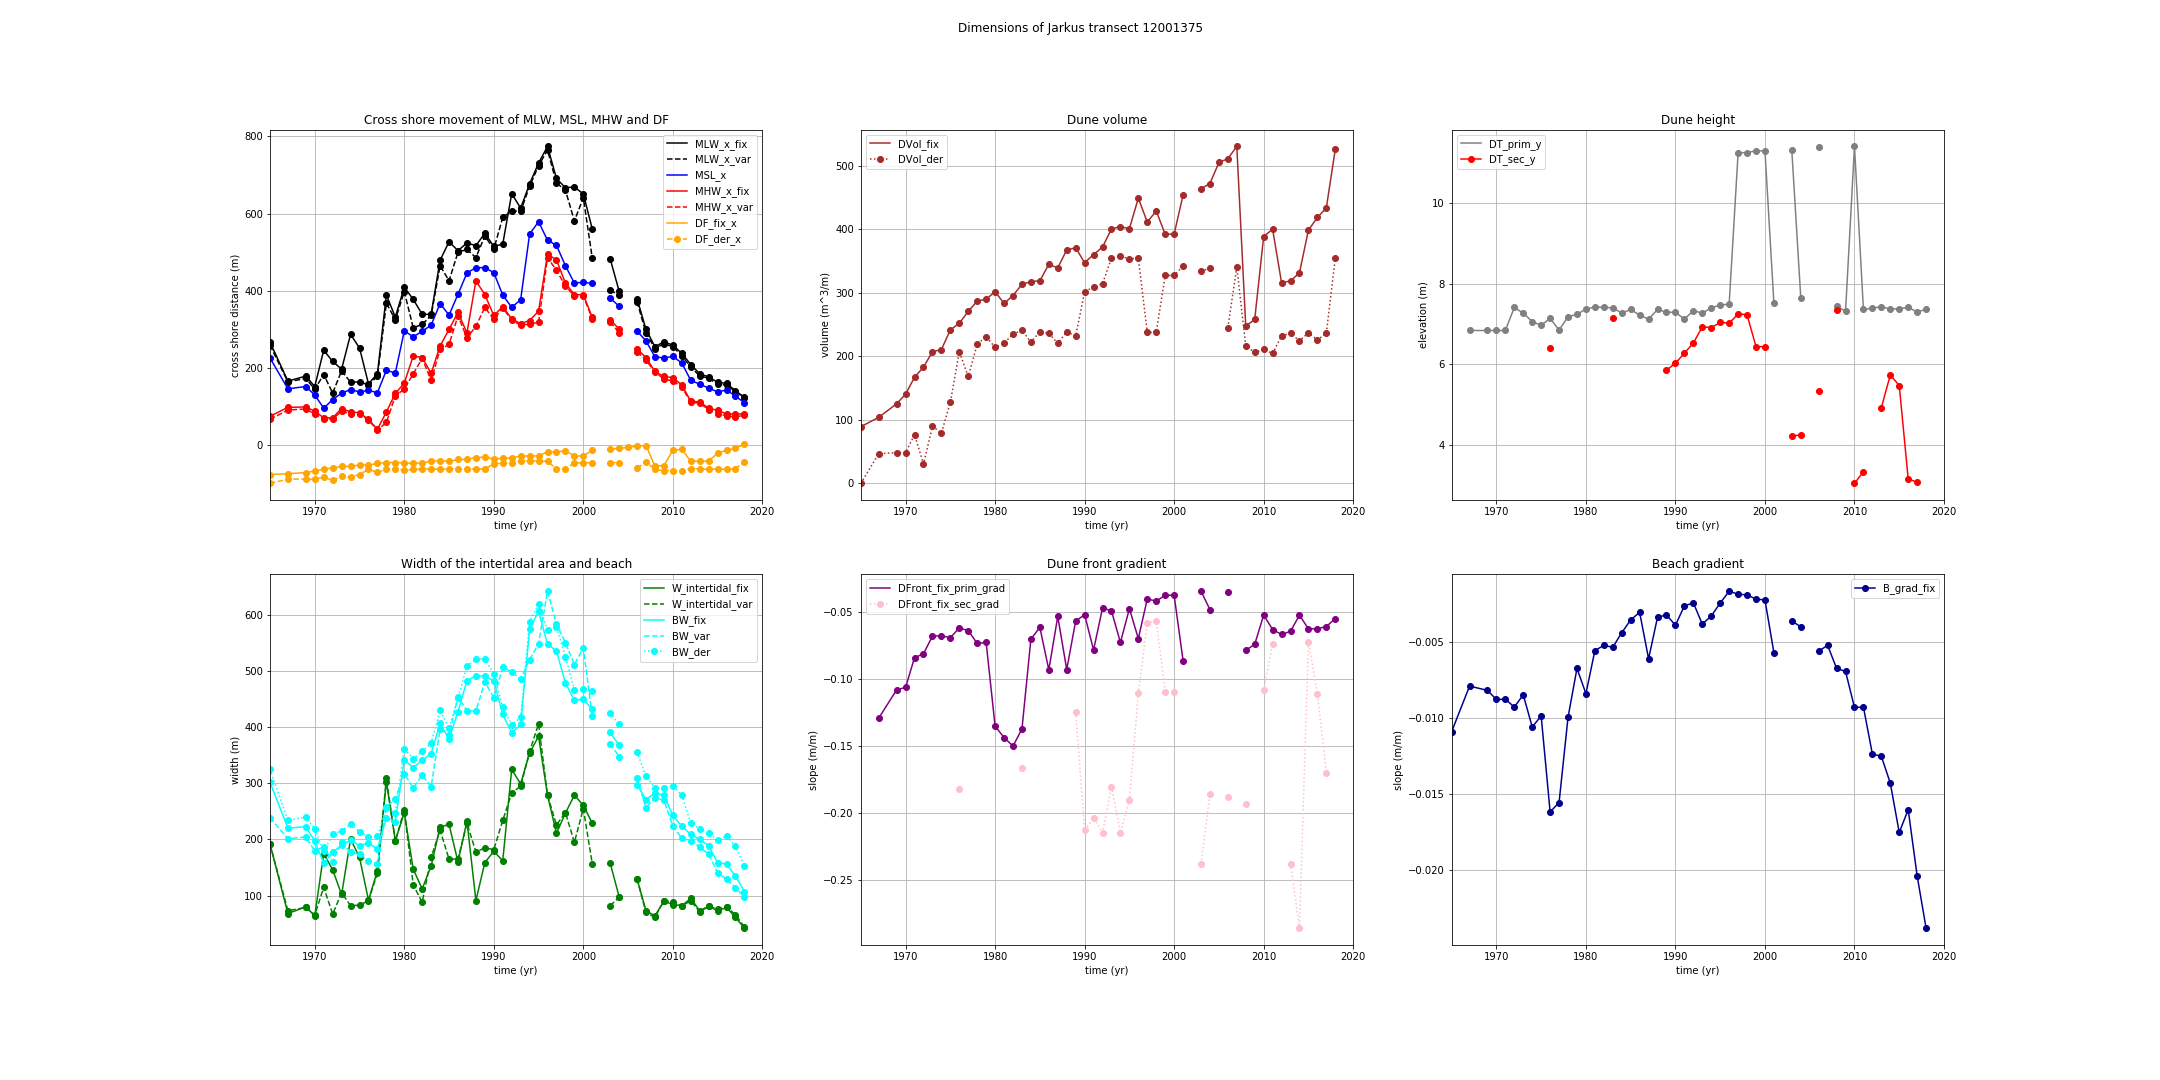 Dimensions of Jarkus transect 12001375
Cross shore movement of MLW, MSL, MHW and DF
cross shore distance (m)
800
600
400
200
0
MLW_x_fix
MLW_x_var
MSL_x
MHW_x_fix
MHW_x_var
DF_fix_x
DF_der_x
1970 1980 1990 2000 2010 2020
time (yr)
Dune volume
volume (m^3/m)
500
400
300
200
100
0
DVol_fix
DVol_der
1970 1980 1990 2000 2010 2020
time (yr)
Dune height
elevation (m)
10
8
6
4
DT_prim_y
DT_sec_y
1970 1980 1990 2000 2010 2020
time (yr)
Width of the intertidal area and beach
width (m)
600
500
400
300
200
100
W_intertidal_fix
W_intertidal_var
BW_fix
BW_var
BW_der
1970 1980 1990 2000 2010 2020
time (yr)
Dune front gradient
slope (m/m)
−0.05
−0.10
−0.15
−0.20
−0.25
DFront_fix_prim_grad
DFront_fix_sec_grad
1970 1980 1990 2000 2010 2020
time (yr)
Beach gradient
slope (m/m)
−0.005
−0.010
−0.015
−0.020
B_grad_fix
1970 1980 1990 2000 2010 2020
time (yr)